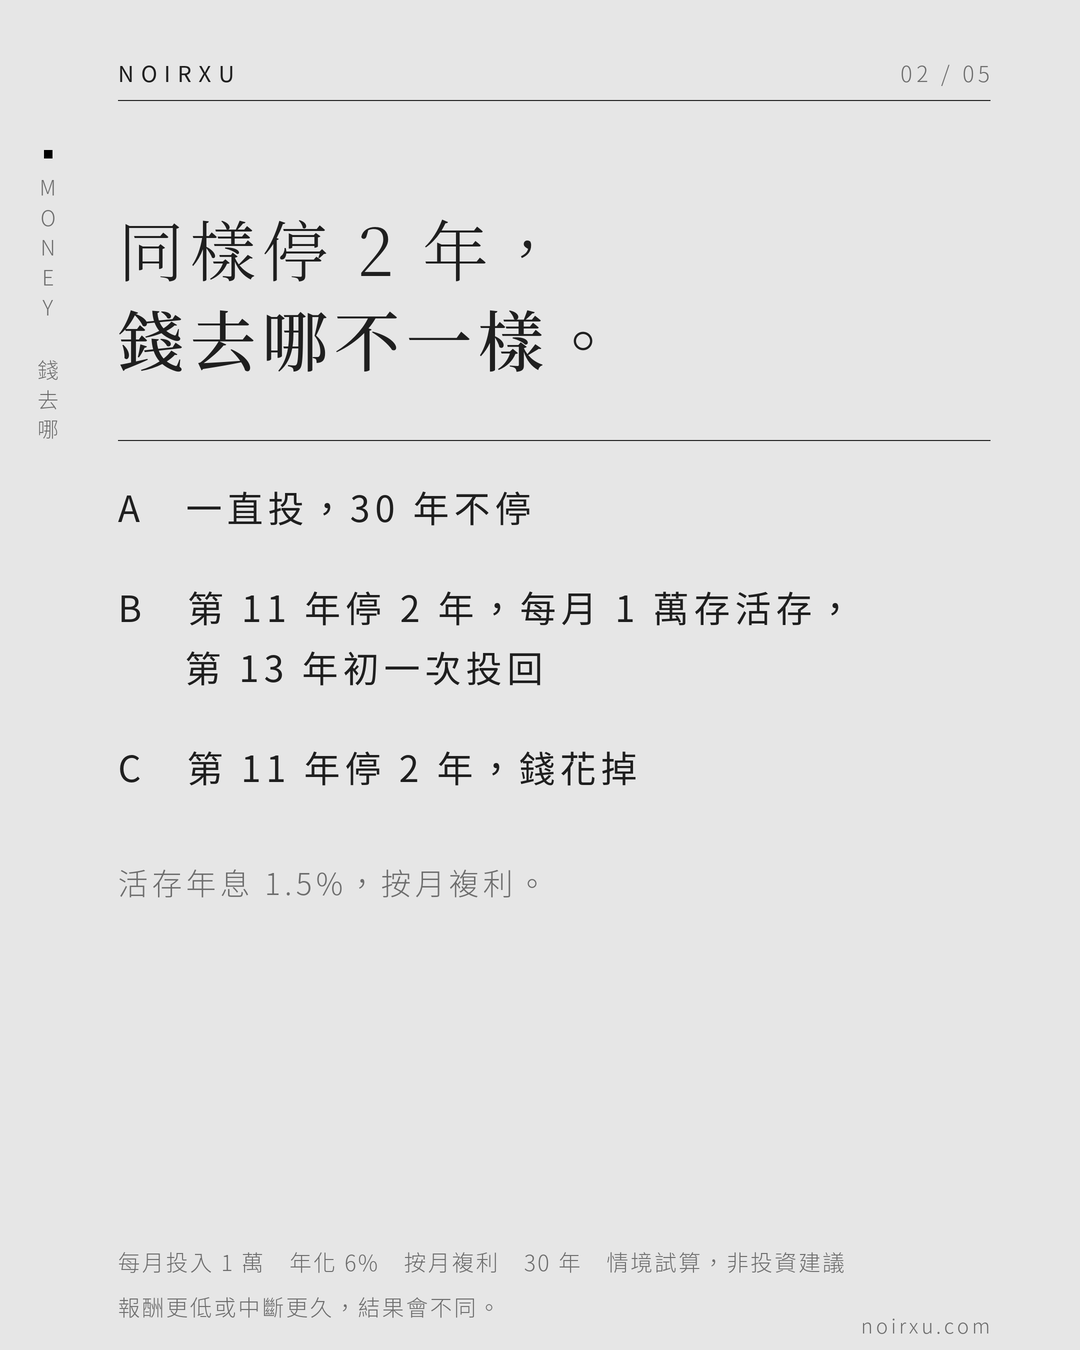 NOIRXU
02 / 05
MONEY 錢去哪
同樣停 2 年，
錢去哪不一樣。
A 一直投，30 年不停
B 第 11 年停 2 年，每月 1 萬存活存，
第 13 年初一次投回
C 第 11 年停 2 年，錢花掉
活存年息 1.5%，按月複利。
每月投入 1 萬 年化 6% 按月複利 30 年 情境試算，非投資建議
報酬更低或中斷更久，結果會不同。
noirxu.com